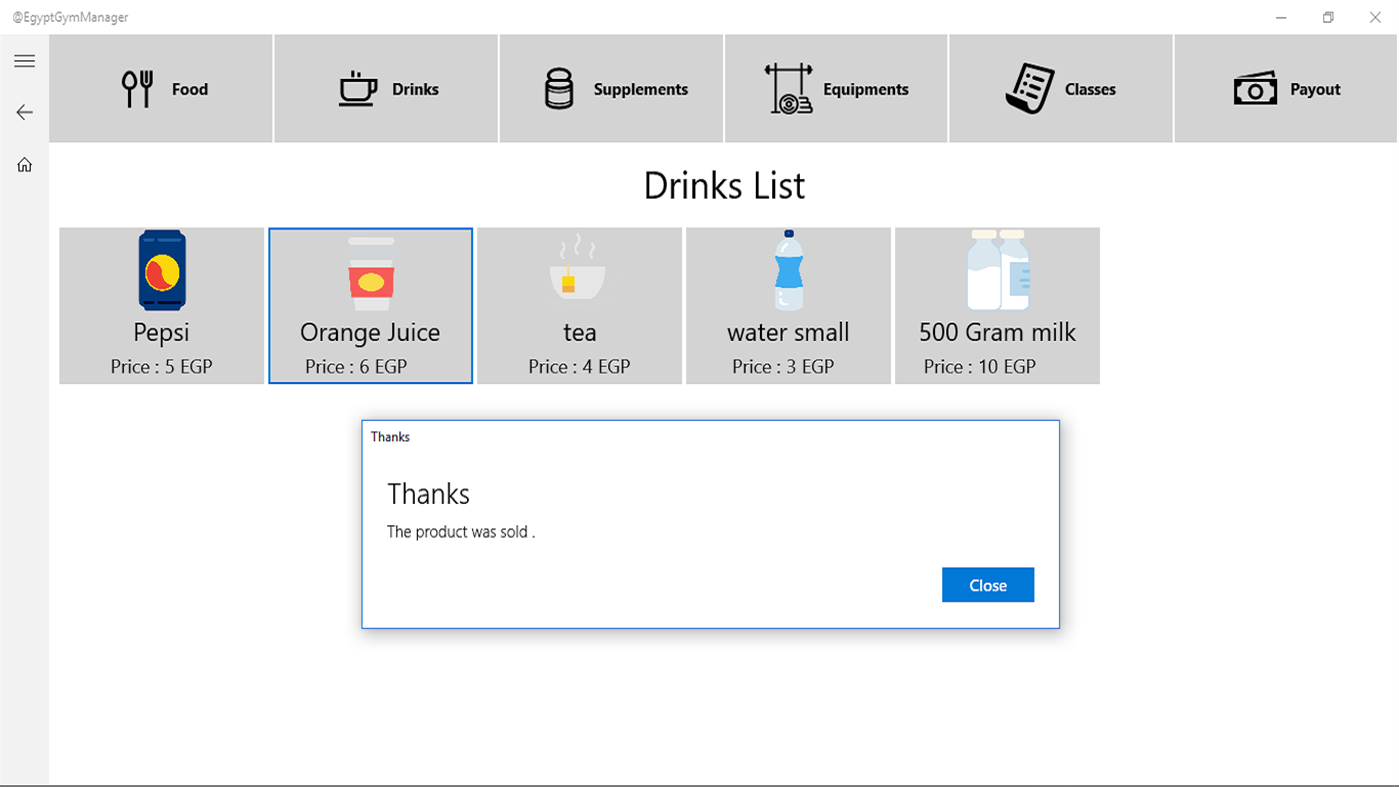 @EgyptGymManager
Food
Drinks
Supplements
Equipments
Classes
Payout
Drinks List
Pepsi
Price : 5 EGP
Orange Juice
Price : 6 EGP
tea
Price : 4 EGP
water small
Price : 3 EGP
500 Gram milk
Price : 10 EGP
Thanks
Thanks
The product was sold .
Close